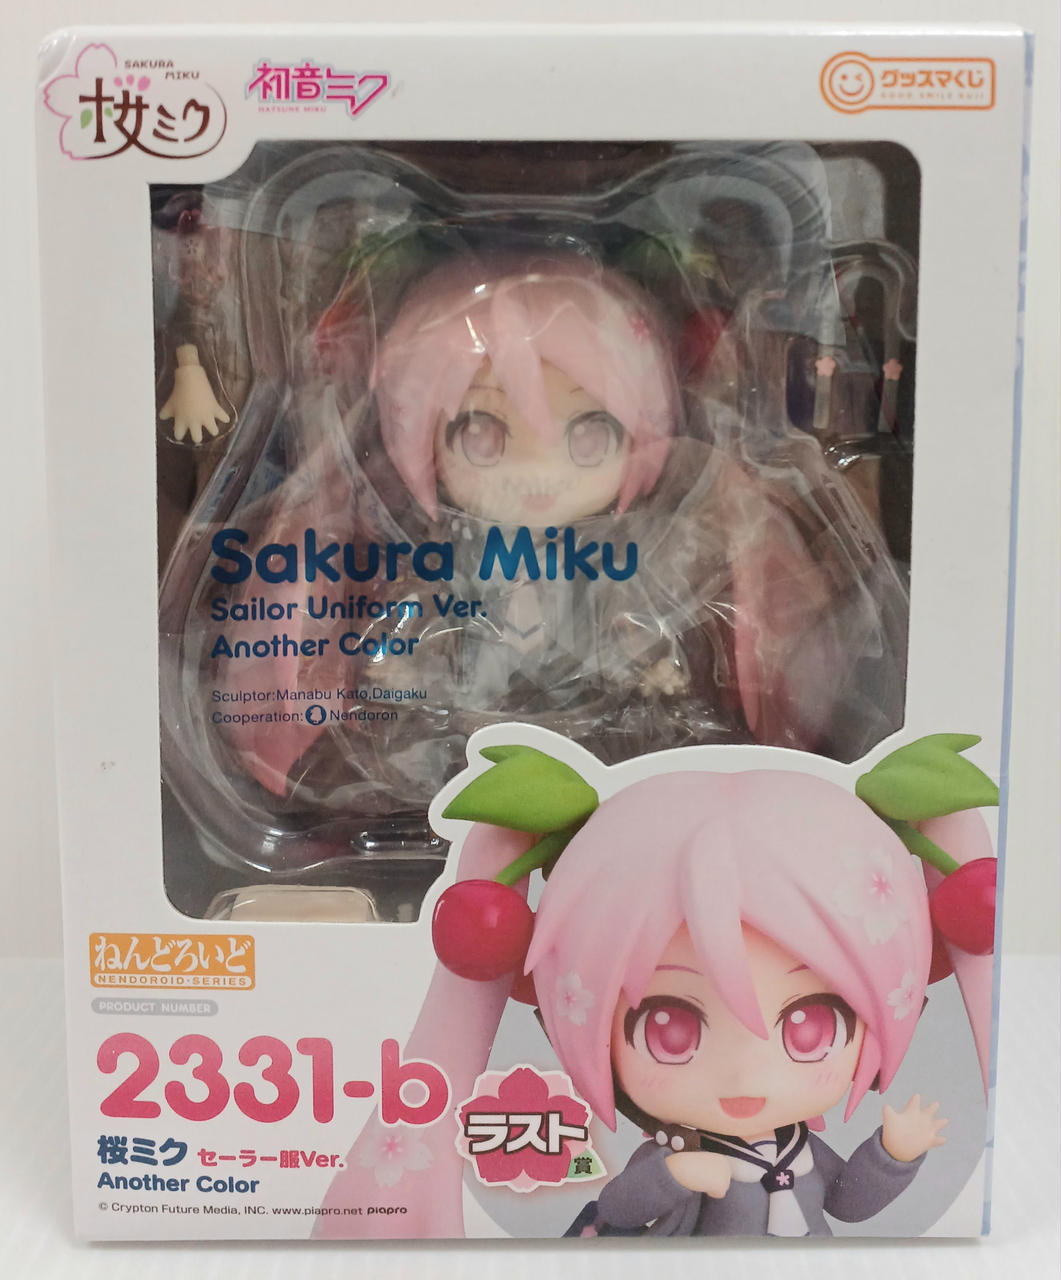 SAKURA
MIKU
桜ミク
初音ミク
HATSUNE MIKU
グッスマくじ
GOOD SMILE KUJI
Sakura Miku
Sailor Uniform Ver.
Another Color
Sculptor:Manabu Kato,Daigaku
Cooperation: Nendoron
ねんどろいど
NENDOROID·SERIES
PRODUCT NUMBER
2331-b
ラスト
賞
桜ミク セーラー服Ver.
Another Color
© Crypton Future Media, INC. www.piapro.net piapro